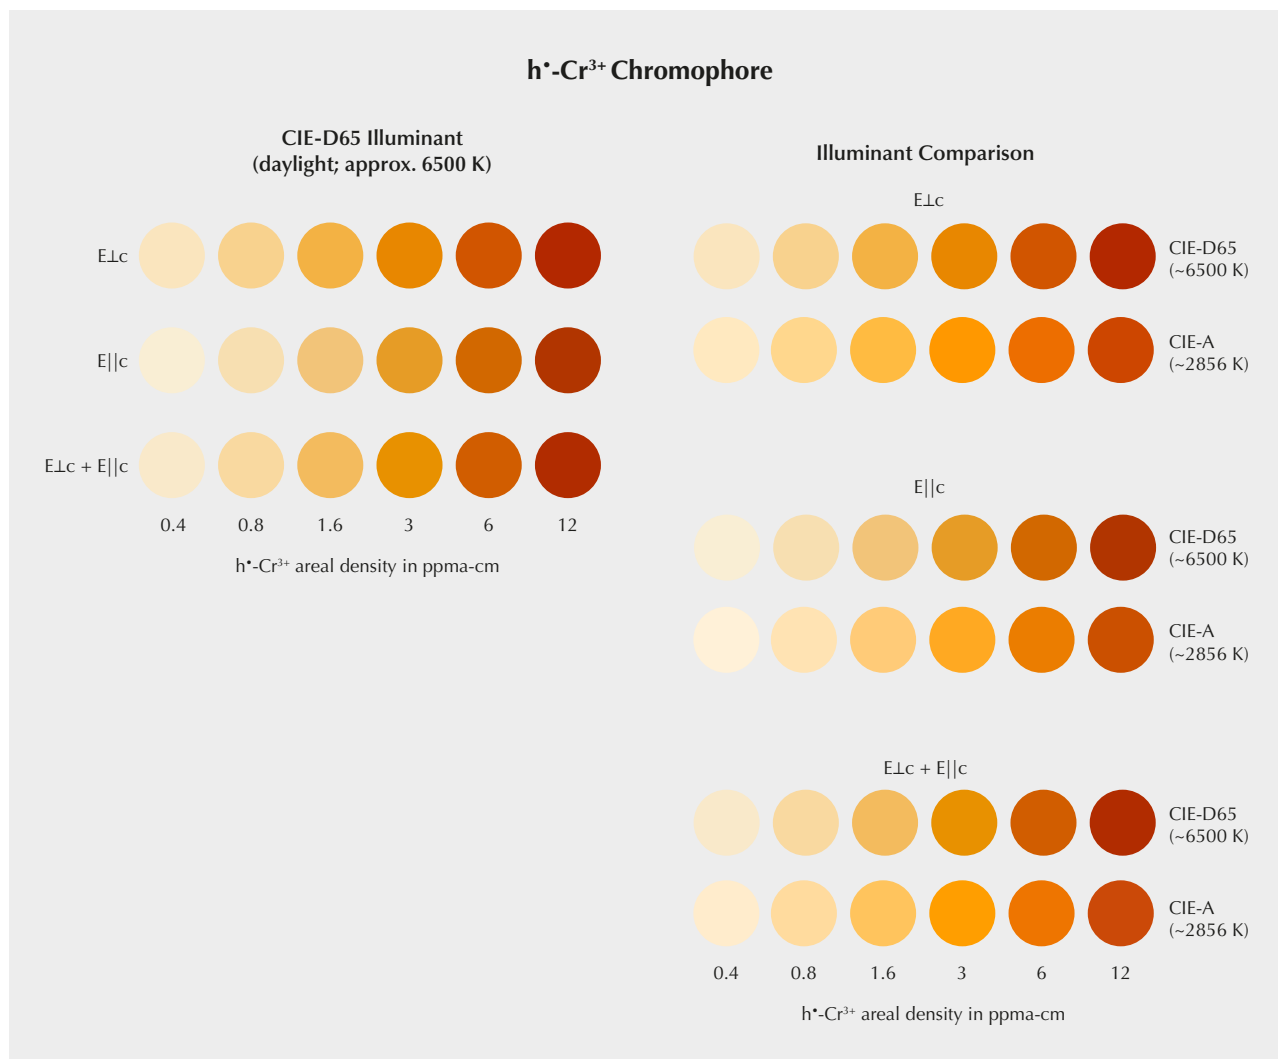 h•-Cr³⁺ Chromophore
CIE-D65 Illuminant
(daylight; approx. 6500 K)
E⊥c
E||c
E⊥c + E||c
0.4 0.8 1.6 3 6 12
h•-Cr³⁺ areal density in ppma-cm
Illuminant Comparison
E⊥c
CIE-D65
(~6500 K)
CIE-A
(~2856 K)
E||c
CIE-D65
(~6500 K)
CIE-A
(~2856 K)
E⊥c + E||c
CIE-D65
(~6500 K)
CIE-A
(~2856 K)
0.4 0.8 1.6 3 6 12
h•-Cr³⁺ areal density in ppma-cm